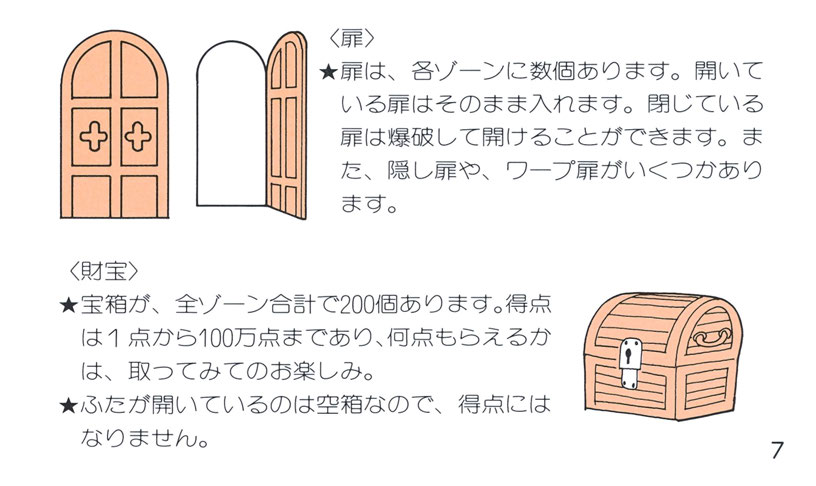 〈扉〉
★扉は、各ゾーンに数個あります。開いて
いる扉はそのまま入れます。閉じている
扉は爆破して開けることができます。ま
た、隠し扉や、ワープ扉がいくつかあり
ます。
〈財宝〉
★宝箱が、全ゾーン合計で200個あります。得点
は１点から100万点まであり、何点もらえるか
は、取ってみてのお楽しみ。
★ふたが開いているのは空箱なので、得点には
なりません。
7